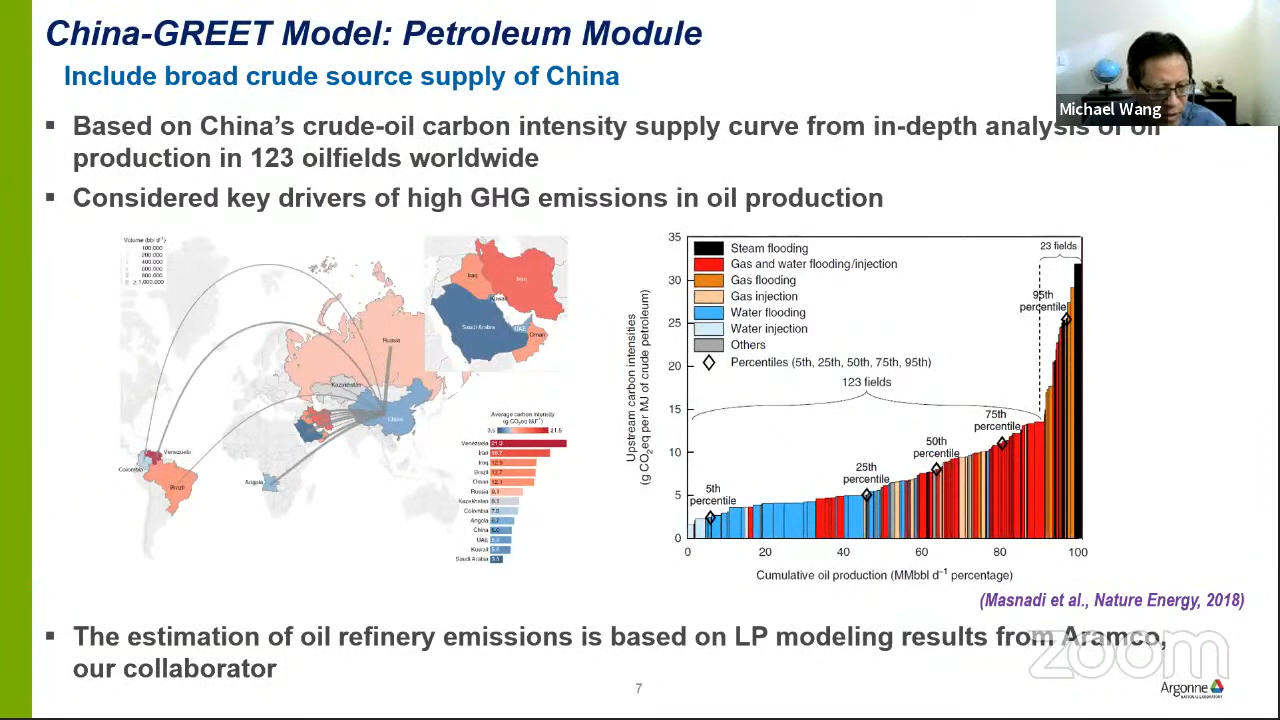 China-GREET Model: Petroleum Module
Include broad crude source supply of China
Michael Wang
▪ Based on China's crude-oil carbon intensity supply curve from in-depth analysis of oil
production in 123 oilfields worldwide
▪ Considered key drivers of high GHG emissions in oil production
Volume (bbl d⁻¹)
100,000
200,000
400,000
600,000
800,000
≥ 1,000,000
Russia
Kazakhstan
China
Venezuela
Colombia
Brazil
Angola
Iraq
Iran
Kuwait
Saudi Arabia
UAE
Oman
Average carbon intensity
(g CO₂eq MJ⁻¹)
Venezuela
Iran
Iraq
Brazil
Oman
Russia
Kazakhstan
Colombia
Angola
China
UAE
Kuwait
Saudi Arabia
Upstream carbon intensities
(g CO₂eq per MJ of crude petroleum)
35
30
25
20
15
10
5
0
Steam flooding
Gas and water flooding/injection
Gas flooding
Gas injection
Water flooding
Water injection
Others
Percentiles (5th, 25th, 50th, 75th, 95th)
123 fields
23 fields
5th
percentile
25th
percentile
50th
percentile
75th
percentile
95th
percentile
0 20 40 60 80 100
Cumulative oil production (MMbbl d⁻¹ percentage)
(Masnadi et al., Nature Energy, 2018)
▪ The estimation of oil refinery emissions is based on LP modeling results from Aramco,
our collaborator
zoom
7
Argonne
NATIONAL LABORATORY